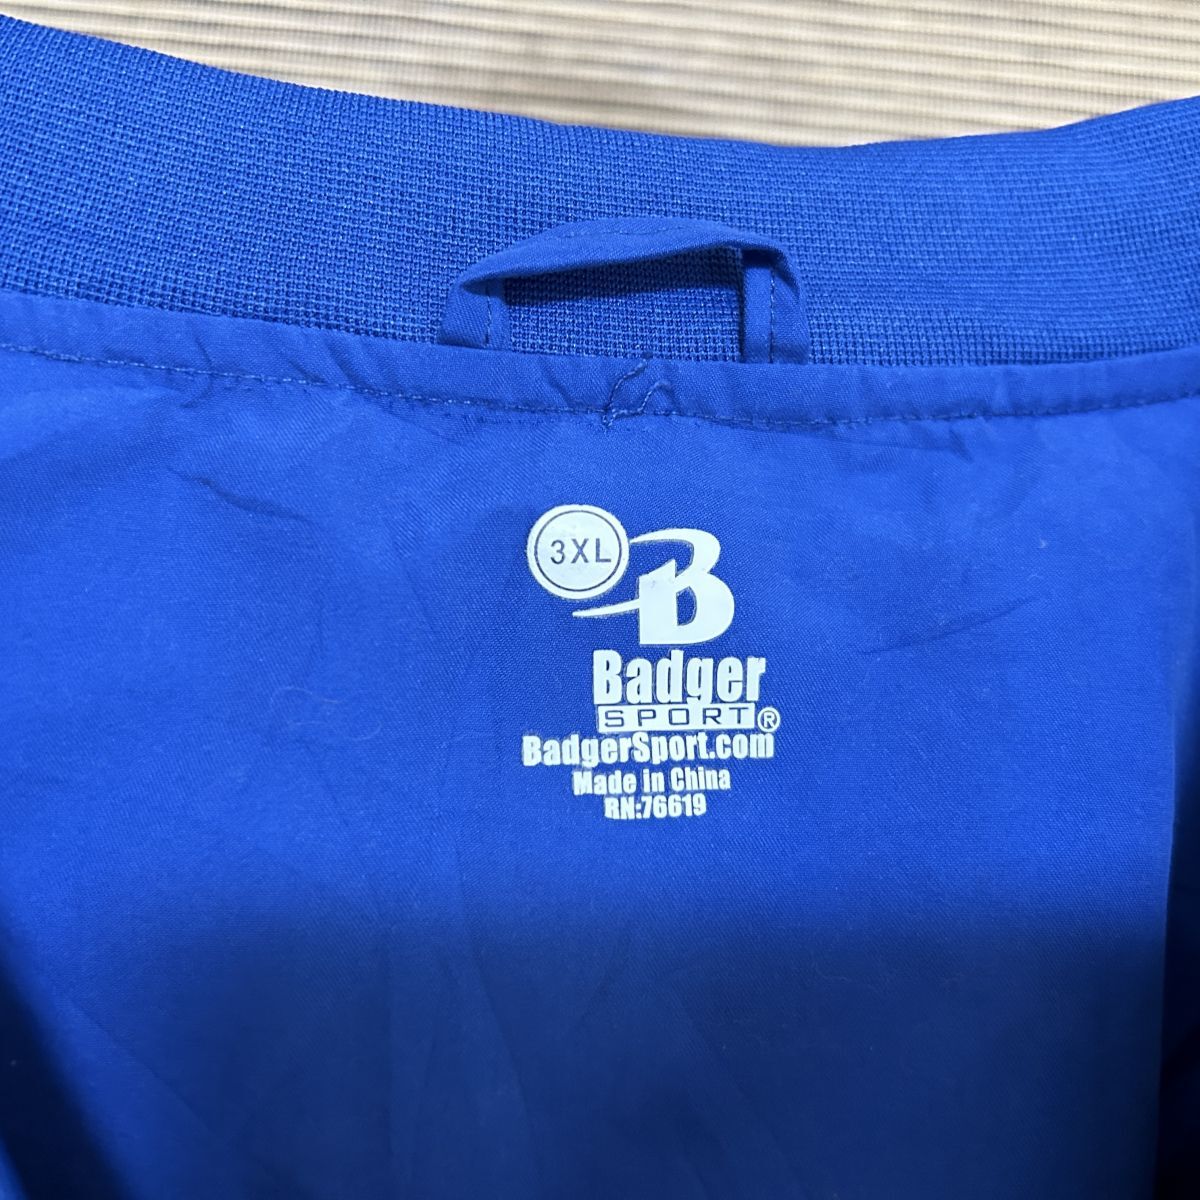 3XL
B
Badger
SPORT®
BadgerSport.com
Made in China
RN:76619